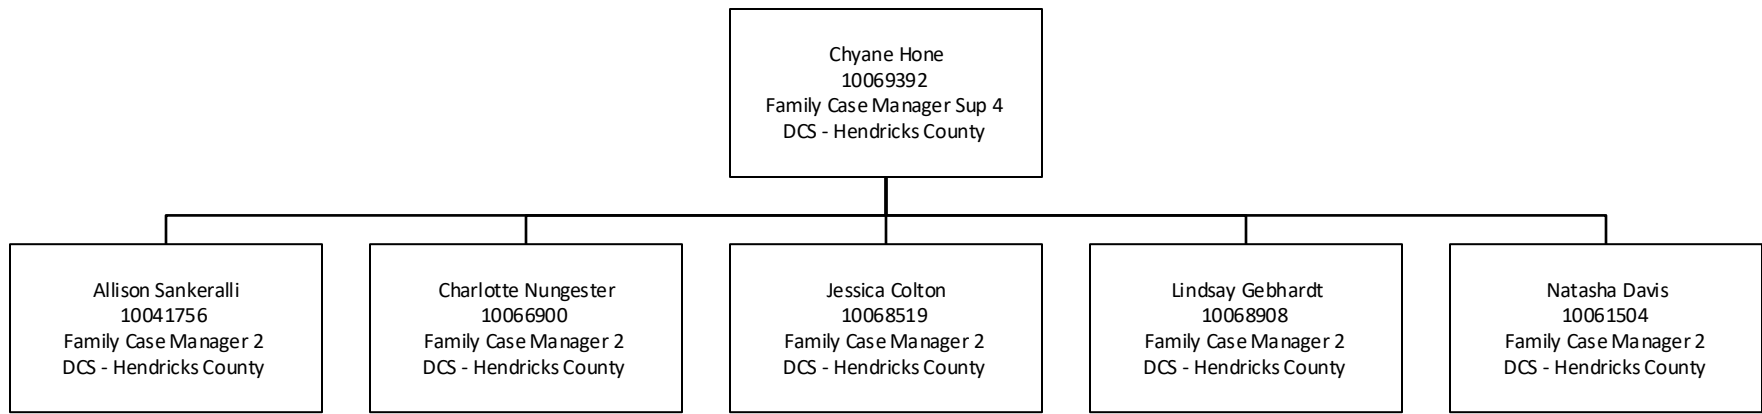 Chyane Hone
10069392
Family Case Manager Sup 4
DCS - Hendricks County
Allison Sankeralli
10041756
Family Case Manager 2
DCS - Hendricks County
Charlotte Nungester
10066900
Family Case Manager 2
DCS - Hendricks County
Jessica Colton
10068519
Family Case Manager 2
DCS - Hendricks County
Lindsay Gebhardt
10068908
Family Case Manager 2
DCS - Hendricks County
Natasha Davis
10061504
Family Case Manager 2
DCS - Hendricks County